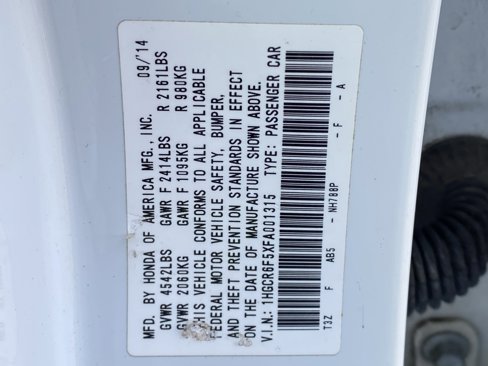 MFD. BY HONDA OF AMERICA MFG., INC. 09/'14
GVWR 4542LBS GAWR F 2414LBS R 2161LBS
GVWR 2060KG GAWR F 1095KG R 980KG
THIS VEHICLE CONFORMS TO ALL APPLICABLE
FEDERAL MOTOR VEHICLE SAFETY, BUMPER,
AND THEFT PREVENTION STANDARDS IN EFFECT
ON THE DATE OF MANUFACTURE SHOWN ABOVE.
V.I.N.: 1HGCR6F5XFA001315 TYPE: PASSENGER CAR
T3Z F AB5 - NH788P - F - A